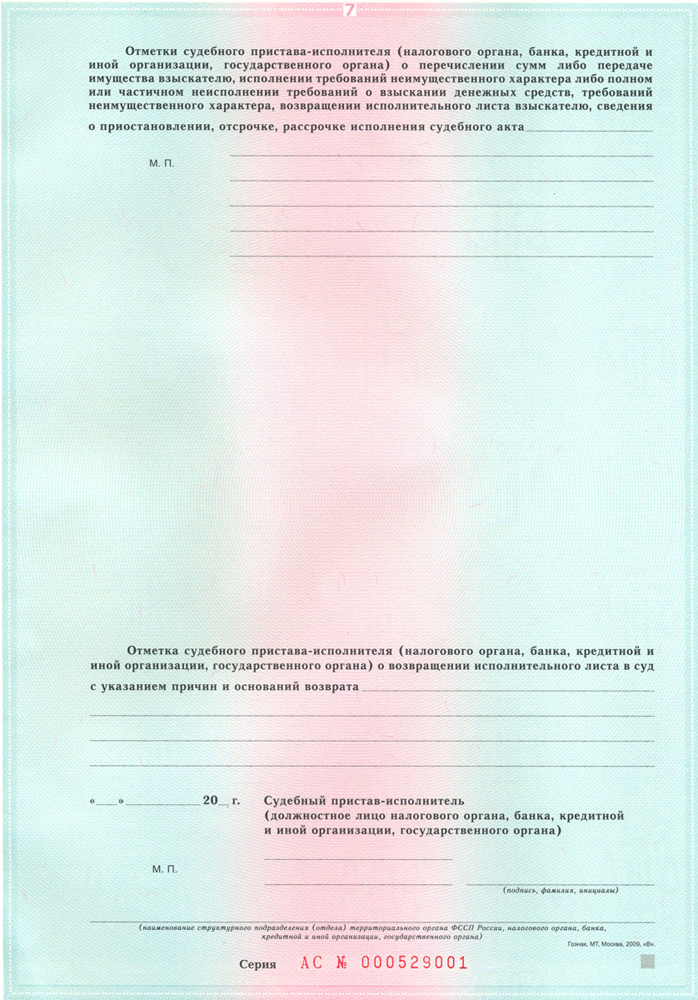 7
Отметки судебного пристава-исполнителя (налогового органа, банка, кредитной и
иной организации, государственного органа) о перечислении сумм либо передаче
имущества взыскателю, исполнении требований неимущественного характера либо полном
или частичном неисполнении требований о взыскании денежных средств, требований
неимущественного характера, возвращении исполнительного листа взыскателю, сведения
о приостановлении, отсрочке, рассрочке исполнения судебного акта
М. П.
Отметка судебного пристава-исполнителя (налогового органа, банка, кредитной и
иной организации, государственного органа) о возвращении исполнительного листа в суд
с указанием причин и оснований возврата
«___»__________20__г. Судебный пристав-исполнитель
(должностное лицо налогового органа, банка, кредитной
и иной организации, государственного органа)
М. П.
(подпись, фамилия, инициалы)
(наименование структурного подразделения (отдела) территориального органа ФССП России, налогового органа, банка,
кредитной и иной организации, государственного органа)
Гознак, МТ, Москва, 2009, «В».
Серия АС № 000529001